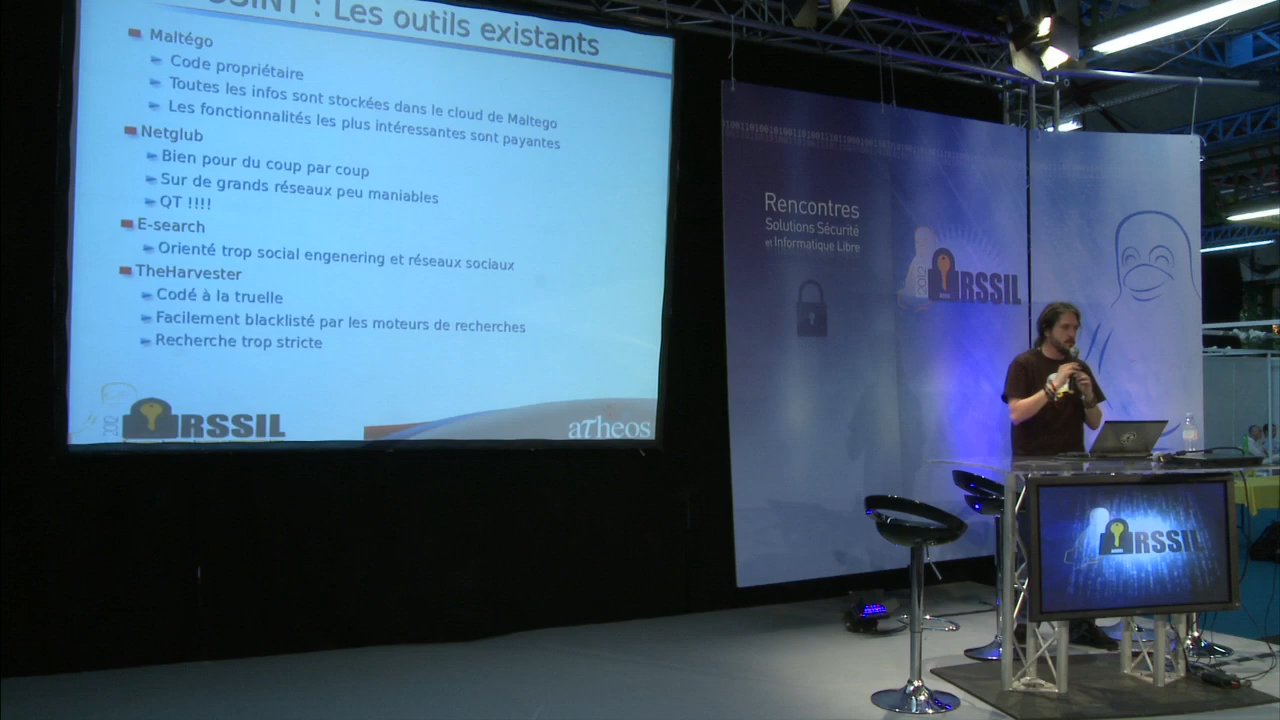 OSINT : Les outils existants
Maltégo
Code propriétaire
Toutes les infos sont stockées dans le cloud de Maltego
Les fonctionnalités les plus intéressantes sont payantes
Netglub
Bien pour du coup par coup
Sur de grands réseaux peu maniables
QT !!!!
E-search
Orienté trop social engenering et réseaux sociaux
TheHarvester
Codé à la truelle
Facilement blacklisté par les moteurs de recherches
Recherche trop stricte
2012
RSSIL
atheos
Rencontres
Solutions Sécurité
et Informatique Libre
2012
RSSIL
RSSIL